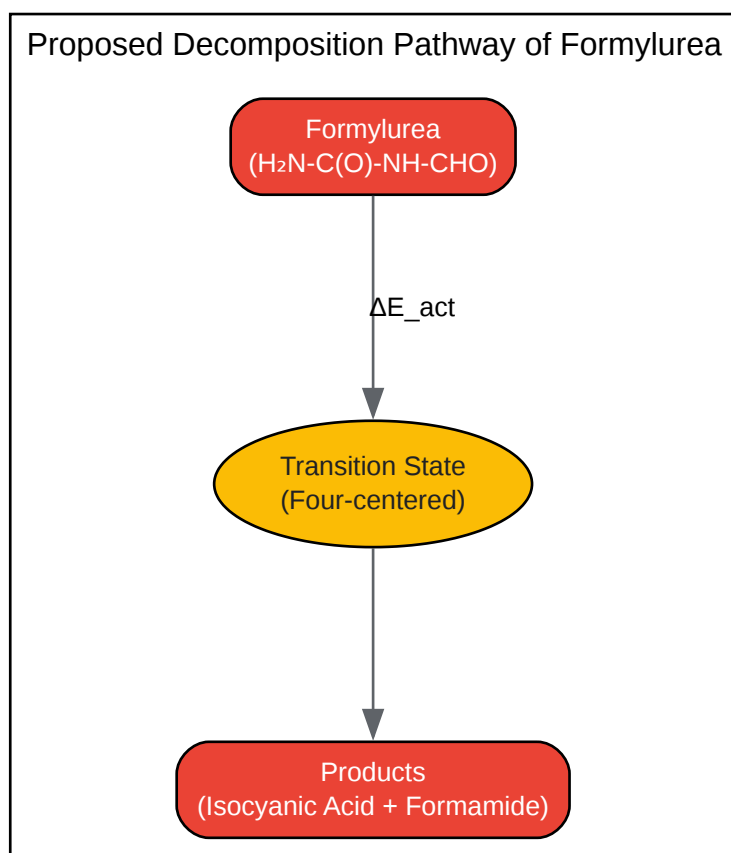 Proposed Decomposition Pathway of Formylurea
Formylurea
(H₂N-C(O)-NH-CHO)
ΔE_act
Transition State
(Four-centered)
Products
(Isocyanic Acid + Formamide)